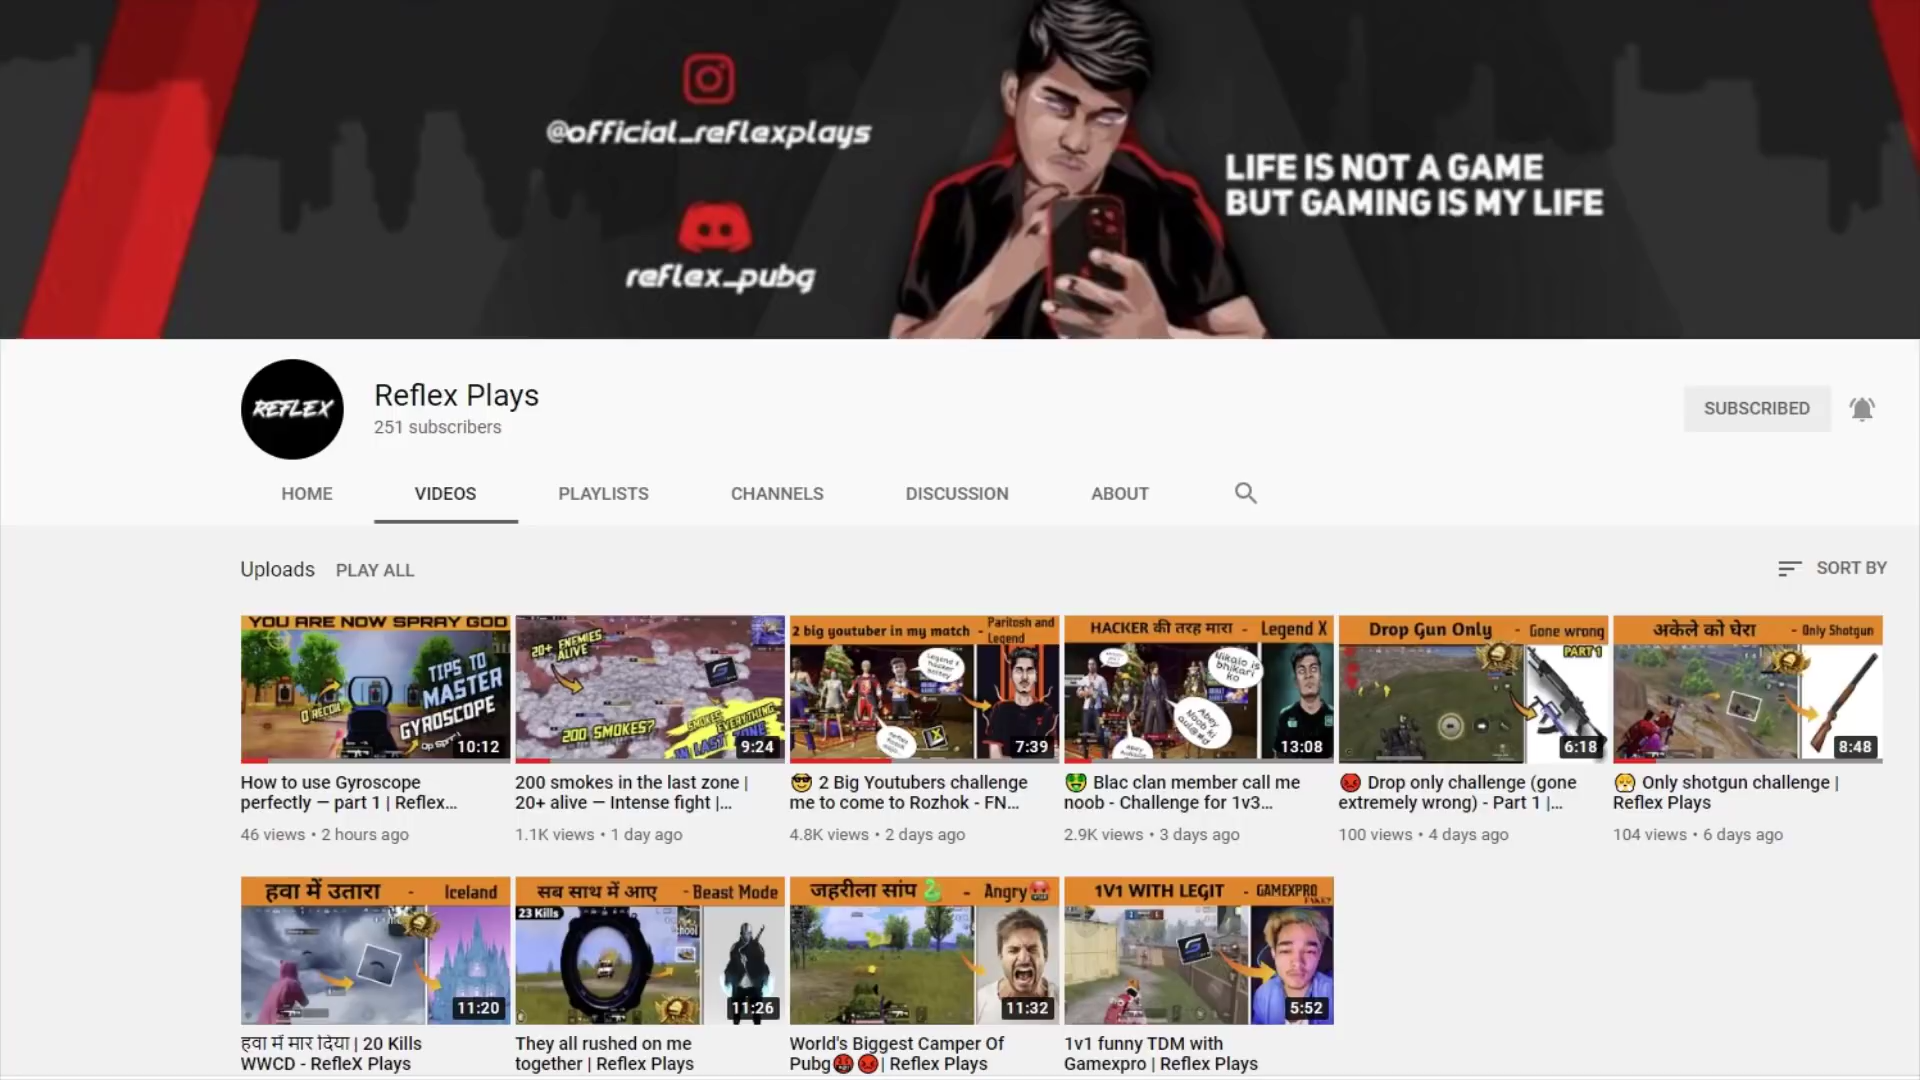 @official_reflexplays
reflex_pubg
LIFE IS NOT A GAME
BUT GAMING IS MY LIFE
REFLEX
Reflex Plays
251 subscribers
SUBSCRIBED
HOME
VIDEOS
PLAYLISTS
CHANNELS
DISCUSSION
ABOUT
Uploads
PLAY ALL
SORT BY
YOU ARE NOW SPRAY GOD
TIPS TO
MASTER
GYROSCOPE
0 RECOIL
10:12
How to use Gyroscope
perfectly – part 1 | Reflex...
46 views • 2 hours ago
20+ ENEMIES
ALIVE
200 SMOKES?
SMOKES EVERYTHING
IN LAST ZONE
9:24
200 smokes in the last zone |
20+ alive – Intense fight |...
1.1K views • 1 day ago
2 big youtuber in my match - Paritosh and
Legend
7:39
😎 2 Big Youtubers challenge
me to come to Rozhok - FN...
4.8K views • 2 days ago
HACKER की तरह मारा - Legend X
Nikalo is
bhikari
ko
13:08
🤑 Blac clan member call me
noob - Challenge for 1v3...
2.9K views • 3 days ago
Drop Gun Only - Gone wrong
PART 1
6:18
😡 Drop only challenge (gone
extremely wrong) - Part 1 |...
100 views • 4 days ago
अकेले को घेरा - Only Shotgun
8:48
😤 Only shotgun challenge |
Reflex Plays
104 views • 6 days ago
हवा में उतारा - Iceland
11:20
हवा में मार दिया | 20 Kills
WWCD - RefleX Plays
सब साथ में आए - Beast Mode
23 Kills
11:26
They all rushed on me
together | Reflex Plays
जहरीला सांप 🐍 - Angry
11:32
World's Biggest Camper Of
Pubg🤬😡| Reflex Plays
1V1 WITH LEGIT - GAMEXPRO
5:52
1v1 funny TDM with
Gamexpro | Reflex Plays